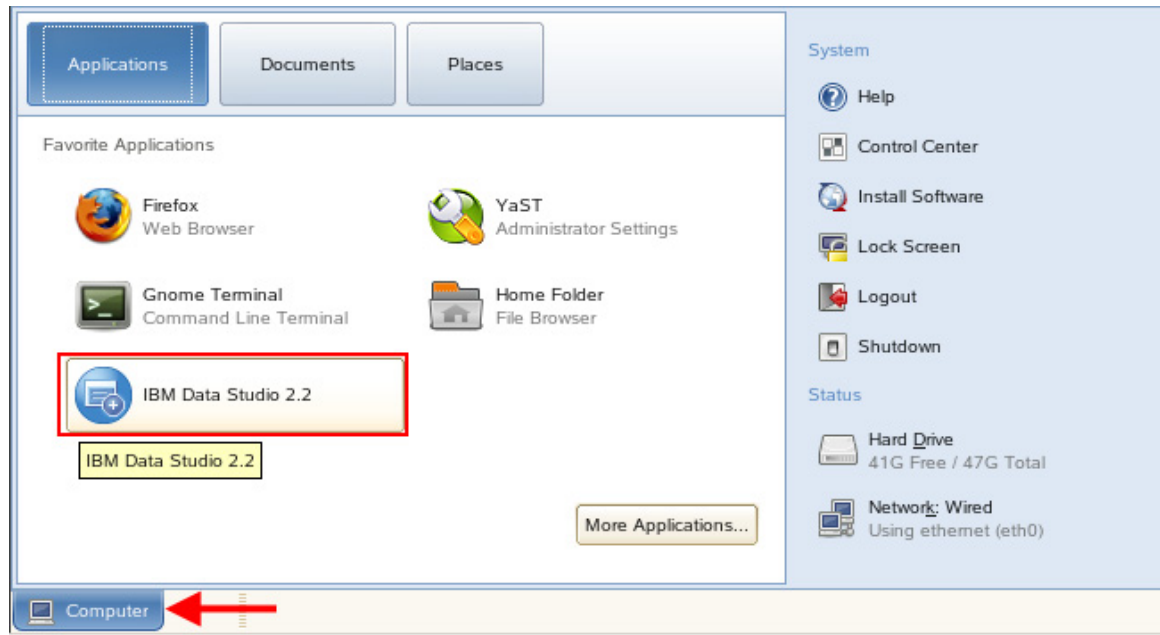 Applications
Documents
Places
Favorite Applications
Firefox
Web Browser
YaST
Administrator Settings
Gnome Terminal
Command Line Terminal
Home Folder
File Browser
IBM Data Studio 2.2
IBM Data Studio 2.2
More Applications...
System
Help
Control Center
Install Software
Lock Screen
Logout
Shutdown
Status
Hard Drive
41G Free / 47G Total
Network: Wired
Using ethernet (eth0)
Computer